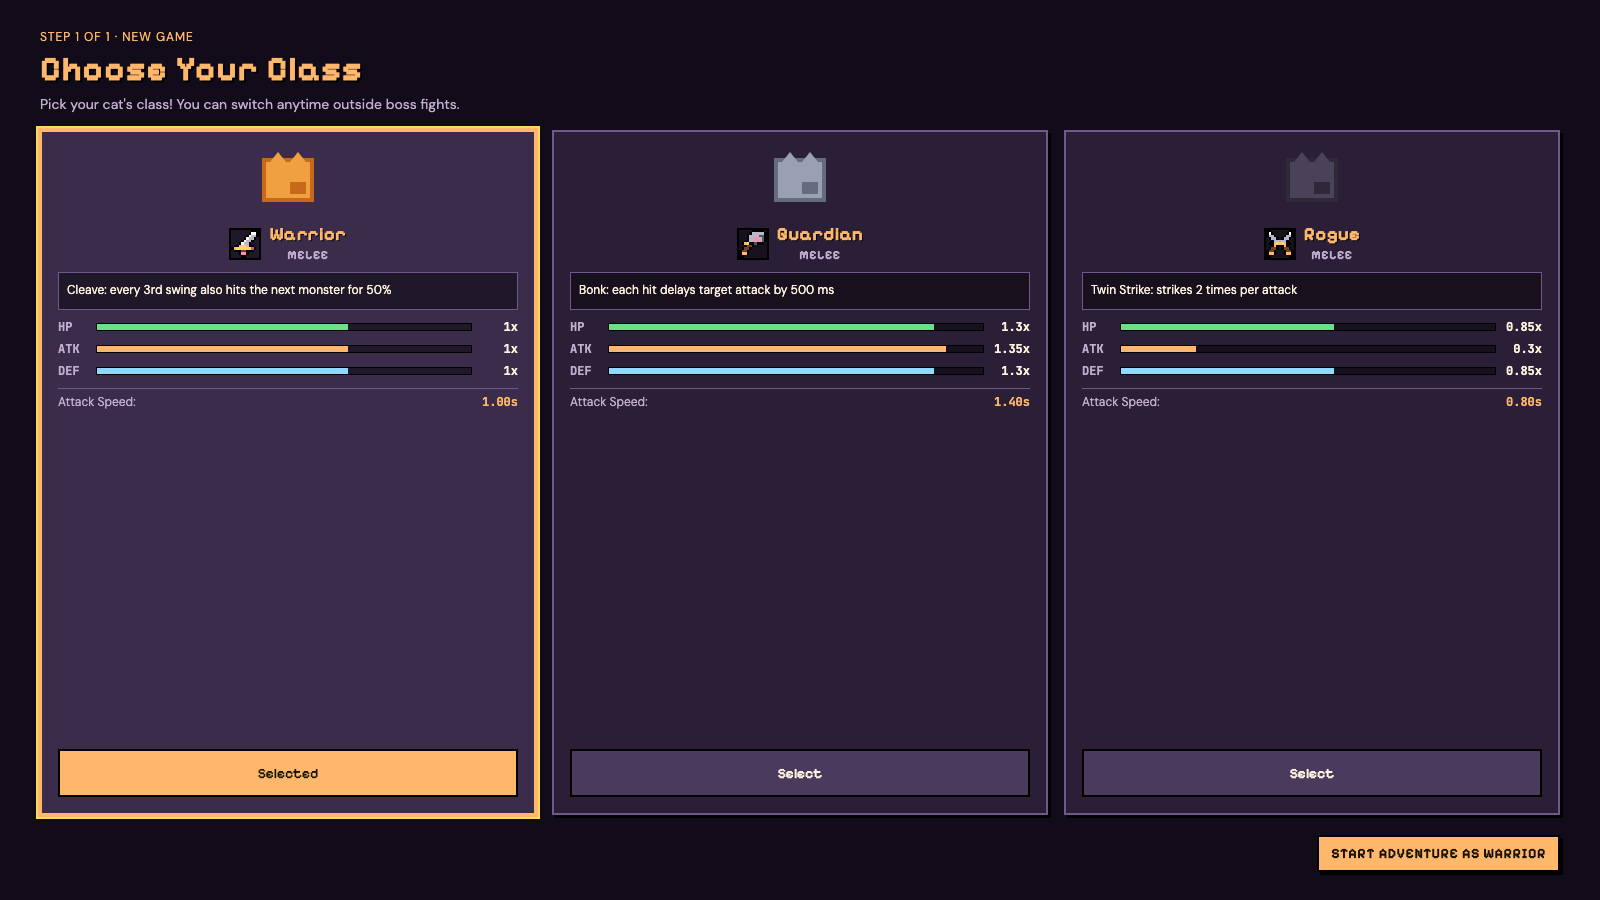 STEP 1 OF 1 · NEW GAME
Choose Your Class
Pick your cat's class! You can switch anytime outside boss fights.
Warrior
MELEE
Cleave: every 3rd swing also hits the next monster for 50%
HP 1x
ATK 1x
DEF 1x
Attack Speed: 1.00s
Selected
Guardian
MELEE
Bonk: each hit delays target attack by 500 ms
HP 1.3x
ATK 1.35x
DEF 1.3x
Attack Speed: 1.40s
Select
Rogue
MELEE
Twin Strike: strikes 2 times per attack
HP 0.85x
ATK 0.3x
DEF 0.85x
Attack Speed: 0.80s
Select
START ADVENTURE AS WARRIOR